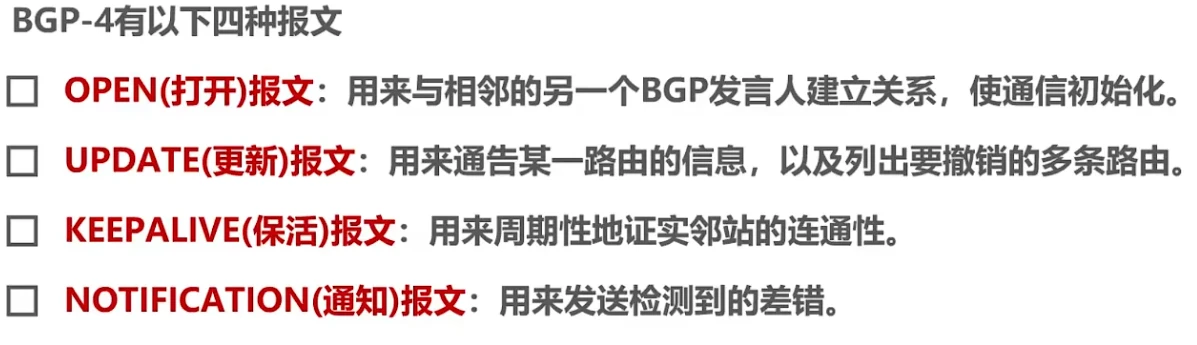 BGP-4有以下四种报文
OPEN(打开)报文：用来与相邻的另一个BGP发言人建立关系，使通信初始化。
UPDATE(更新)报文：用来通告某一路由的信息，以及列出要撤销的多条路由。
KEEPALIVE(保活)报文：用来周期性地证实邻站的连通性。
NOTIFICATION(通知)报文：用来发送检测到的差错。